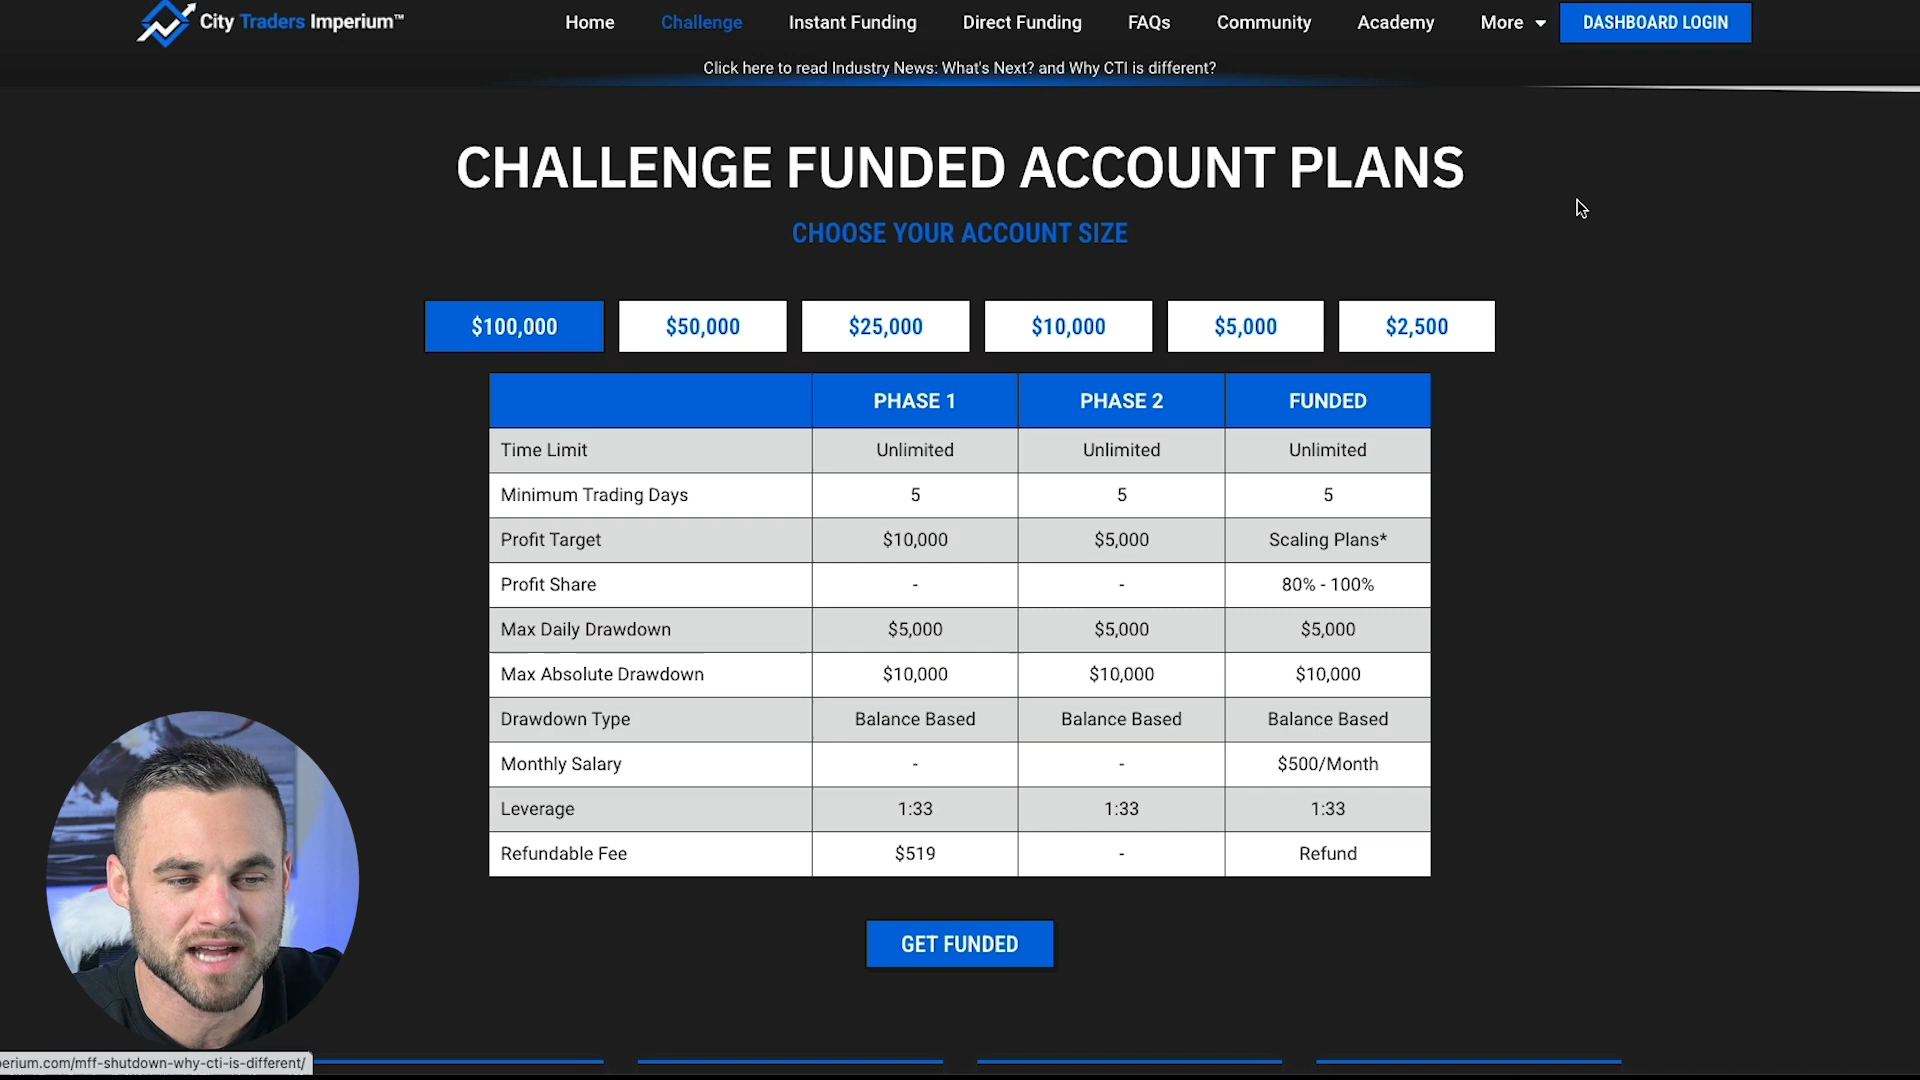 City Traders Imperium™
Home Challenge Instant Funding Direct Funding FAQs Community Academy More DASHBOARD LOGIN
Click here to read Industry News: What's Next? and Why CTI is different?
CHALLENGE FUNDED ACCOUNT PLANS
CHOOSE YOUR ACCOUNT SIZE
$100,000 $50,000 $25,000 $10,000 $5,000 $2,500
PHASE 1 PHASE 2 FUNDED
Time Limit Unlimited Unlimited Unlimited
Minimum Trading Days 5 5 5
Profit Target $10,000 $5,000 Scaling Plans*
Profit Share - - 80% - 100%
Max Daily Drawdown $5,000 $5,000 $5,000
Max Absolute Drawdown $10,000 $10,000 $10,000
Drawdown Type Balance Based Balance Based Balance Based
Monthly Salary - - $500/Month
Leverage 1:33 1:33 1:33
Refundable Fee $519 - Refund
GET FUNDED
perium.com/mff-shutdown-why-cti-is-different/